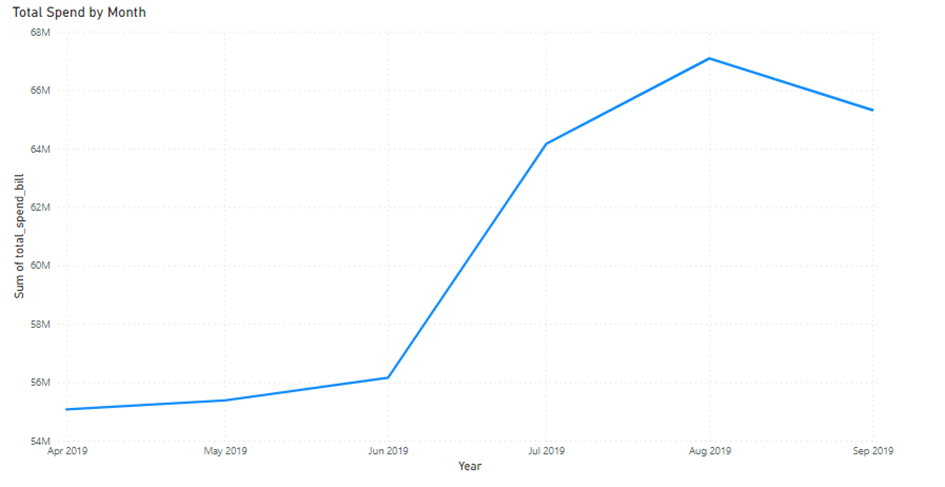 Total Spend by Month
68M
66M
64M
62M
60M
58M
56M
54M
Sum of total_spend_bill
Apr 2019 May 2019 Jun 2019 Jul 2019 Aug 2019 Sep 2019
Year